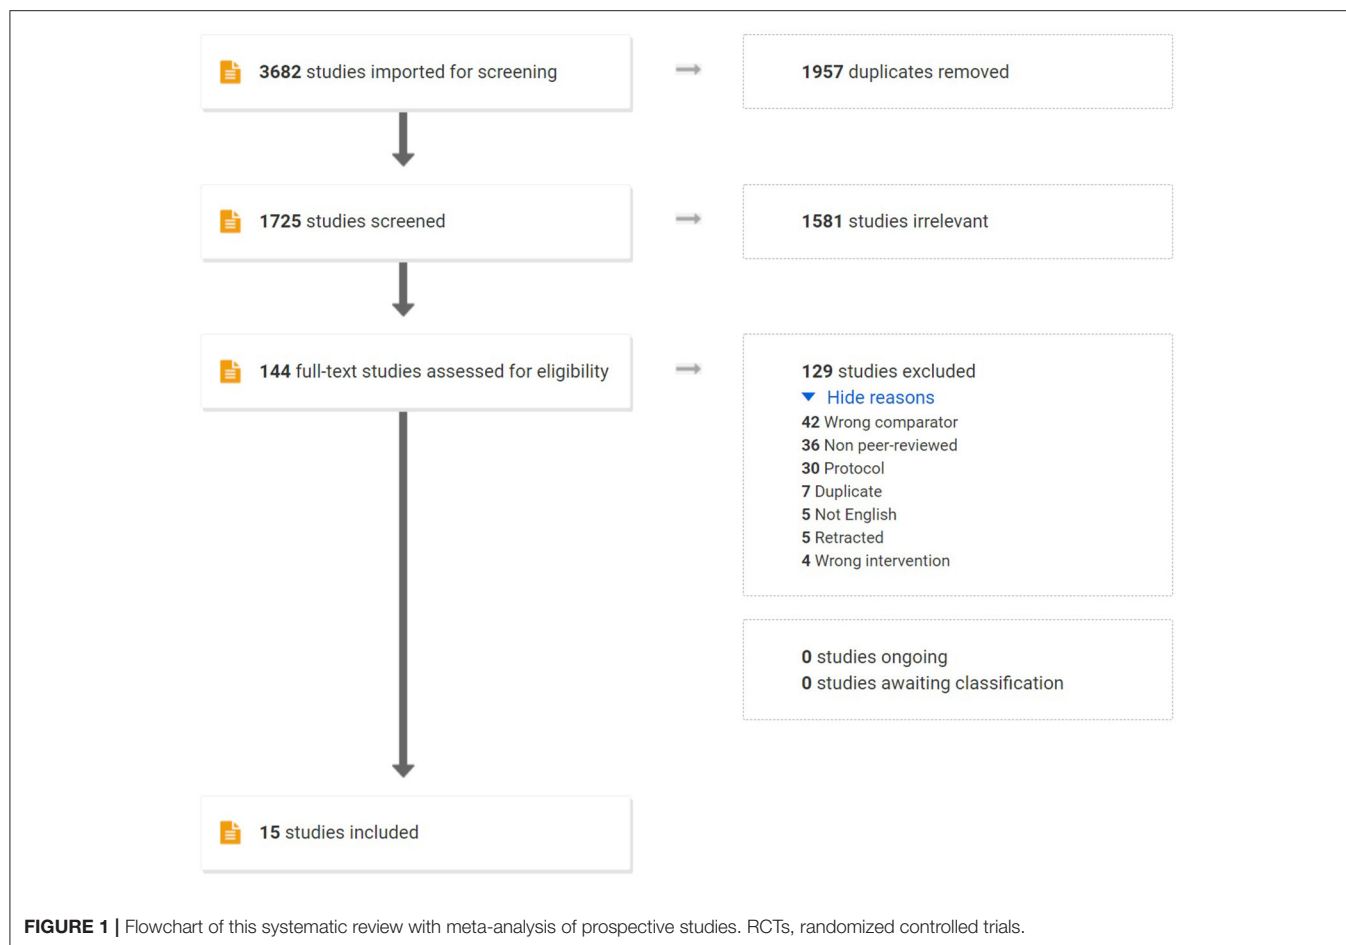 3682 studies imported for screening
1957 duplicates removed
1725 studies screened
1581 studies irrelevant
144 full-text studies assessed for eligibility
129 studies excluded
Hide reasons
42 Wrong comparator
36 Non peer-reviewed
30 Protocol
7 Duplicate
5 Not English
5 Retracted
4 Wrong intervention
0 studies ongoing
0 studies awaiting classification
15 studies included
FIGURE 1 | Flowchart of this systematic review with meta-analysis of prospective studies. RCTs, randomized controlled trials.